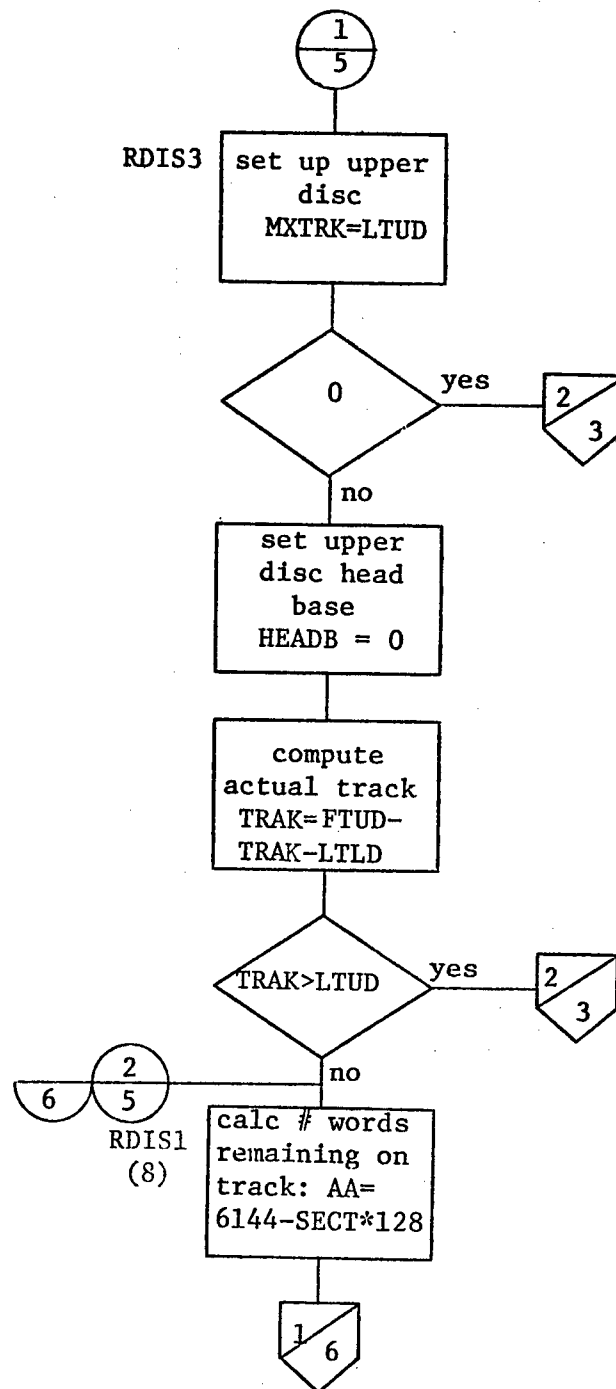 1
5
RDIS3
set up upper
disc
MXTRK=LTUD
0
yes
2
3
no
set upper
disc head
base
HEADB = 0
compute
actual track
TRAK=FTUD-
TRAK-LTLD
TRAK>LTUD
yes
2
3
no
6
2
5
RDIS1
(8)
calc # words
remaining on
track: AA=
6144-SECT*128
1
6